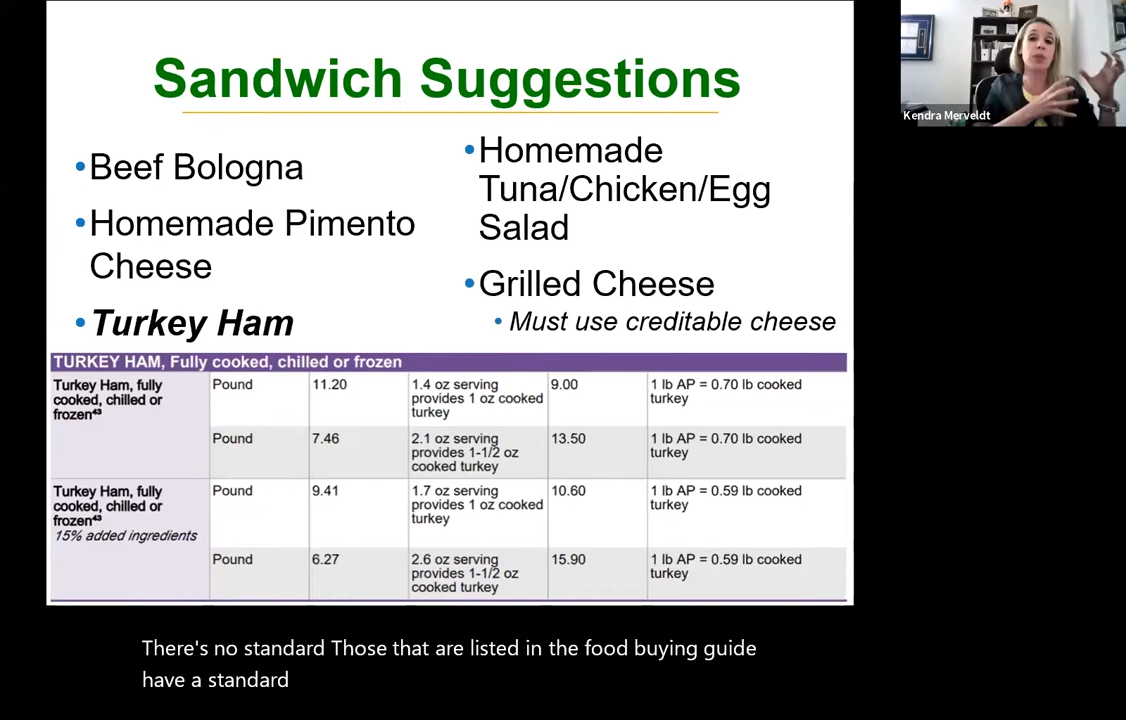 Sandwich Suggestions
•Beef Bologna
•Homemade Pimento
Cheese
•Turkey Ham
•Homemade
Tuna/Chicken/Egg
Salad
•Grilled Cheese
• Must use creditable cheese
TURKEY HAM, Fully cooked, chilled or frozen
Turkey Ham, fully
cooked, chilled or
frozen⁴³
Pound
11.20
1.4 oz serving
provides 1 oz cooked
turkey
9.00
1 lb AP = 0.70 lb cooked
turkey
Pound
7.46
2.1 oz serving
provides 1-1/2 oz
cooked turkey
13.50
1 lb AP = 0.70 lb cooked
turkey
Turkey Ham, fully
cooked, chilled or
frozen⁴³
15% added ingredients
Pound
9.41
1.7 oz serving
provides 1 oz cooked
turkey
10.60
1 lb AP = 0.59 lb cooked
turkey
Pound
6.27
2.6 oz serving
provides 1-1/2 oz
cooked turkey
15.90
1 lb AP = 0.59 lb cooked
turkey
Kendra Merveldt
There's no standard Those that are listed in the food buying guide
have a standard